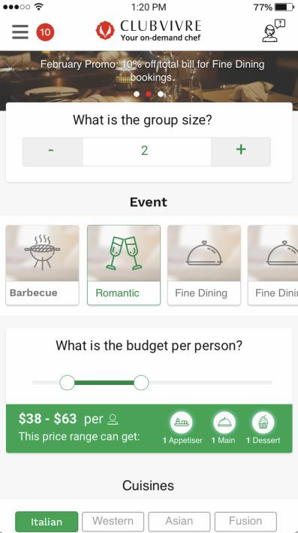 1:20 PM
77%
10
CLUBVIVRE
Your on-demand chef
February Promo: 10% off total bill for Fine Dining
bookings.
What is the group size?
- 2 +
Event
Barbecue Romantic Fine Dining Fine Dini
What is the budget per person?
$38 - $63 per
This price range can get:
1 Appetiser 1 Main 1 Dessert
Cuisines
Italian Western Asian Fusion